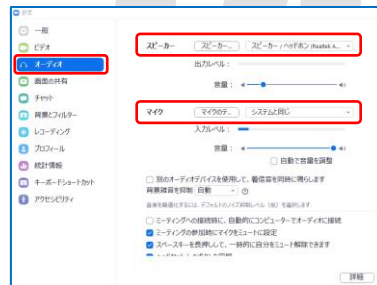 設定
一般
ビデオ
オーディオ
画面の共有
チャット
背景とフィルター
レコーディング
プロフィール
統計情報
キーボードショートカット
アクセシビリティ
スピーカー スピーカー... スピーカー / ヘッドホン (Realtek A...
出力レベル：
音量：
マイク マイクのテ... システムと同じ
入力レベル：
音量：
自動で音量を調整
別のオーディオデバイスを使用して、着信音を同時に鳴らします
背景雑音を抑制 自動
ミーティングへの接続時に、自動的にコンピューターでオーディオに接続
ミーティングの参加時にマイクをミュートに設定
スペースキーを長押しして、一時的に自分をミュート解除できます
詳細